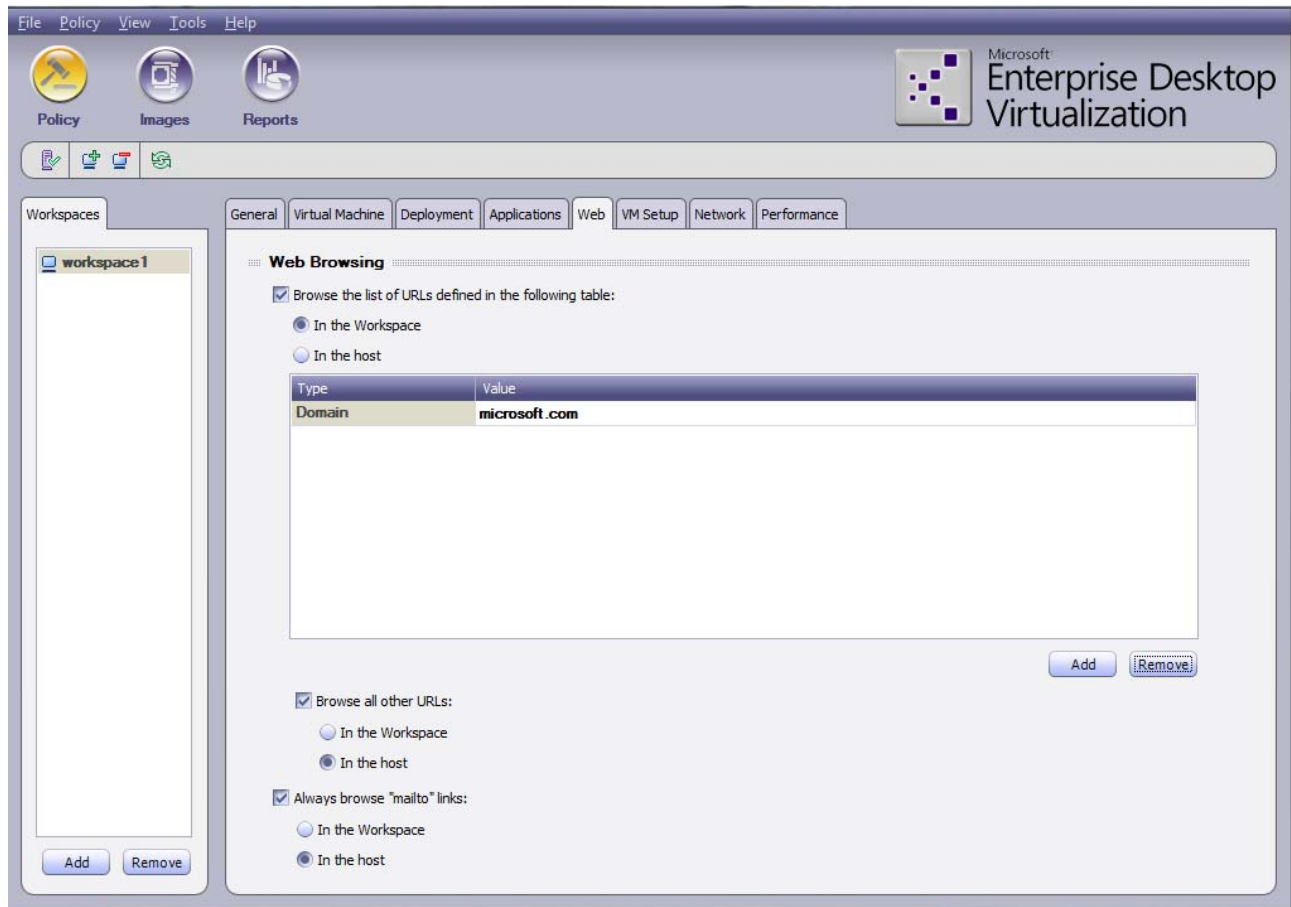 File Policy View Tools Help
Policy Images Reports
Microsoft
Enterprise Desktop
Virtualization
Workspaces
General Virtual Machine Deployment Applications Web VM Setup Network Performance
workspace1
Web Browsing
Browse the list of URLs defined in the following table:
In the Workspace
In the host
Type Value
Domain microsoft.com
Add Remove
Browse all other URLs:
In the Workspace
In the host
Always browse "mailto" links:
In the Workspace
In the host
Add Remove